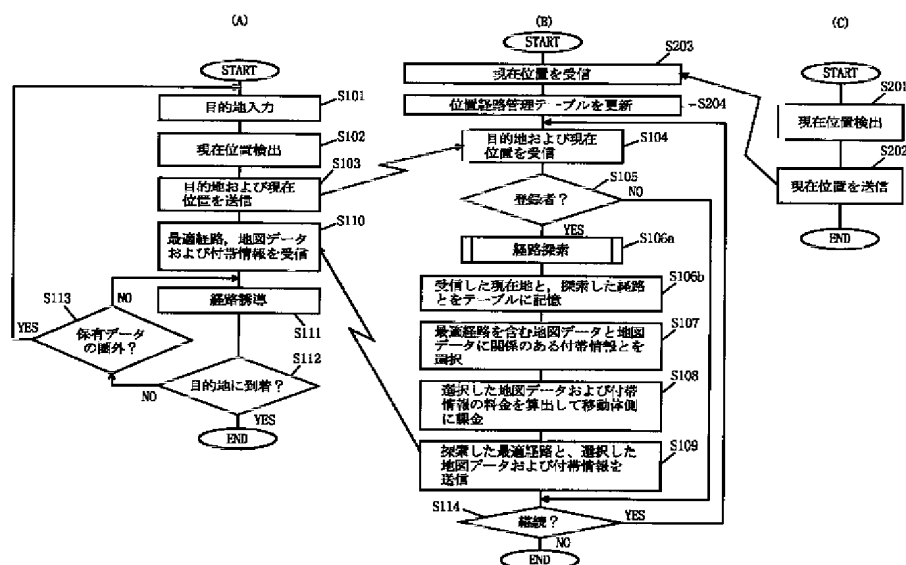 (A)
START
目的地入力
S101
現在位置検出
S102
目的地および現在
位置を送信
S103
最適経路，地図データ
および付帯情報を受信
S110
経路誘導
S111
S113
保有データ
の圏外？
YES
NO
目的地に到着？
S112
NO
YES
END
(B)
START
現在位置を受信
S203
位置経路管理テーブルを更新
S204
目的地および現在
位置を受信
S104
登録者？
S105
NO
YES
経路探索
S106a
受信した現在地と，探索した経路
とをテーブルに記憶
S106b
最適経路を含む地図データと地図
データに関係のある付帯情報とを
選択
S107
選択した地図データおよび付帯
情報の料金を算出して移動体側
に課金
S108
探索した最適経路と、選択した
地図データおよび付帯情報を
送信
S109
S114
継続？
YES
NO
END
(C)
START
現在位置検出
S201
現在位置を送信
S202
END